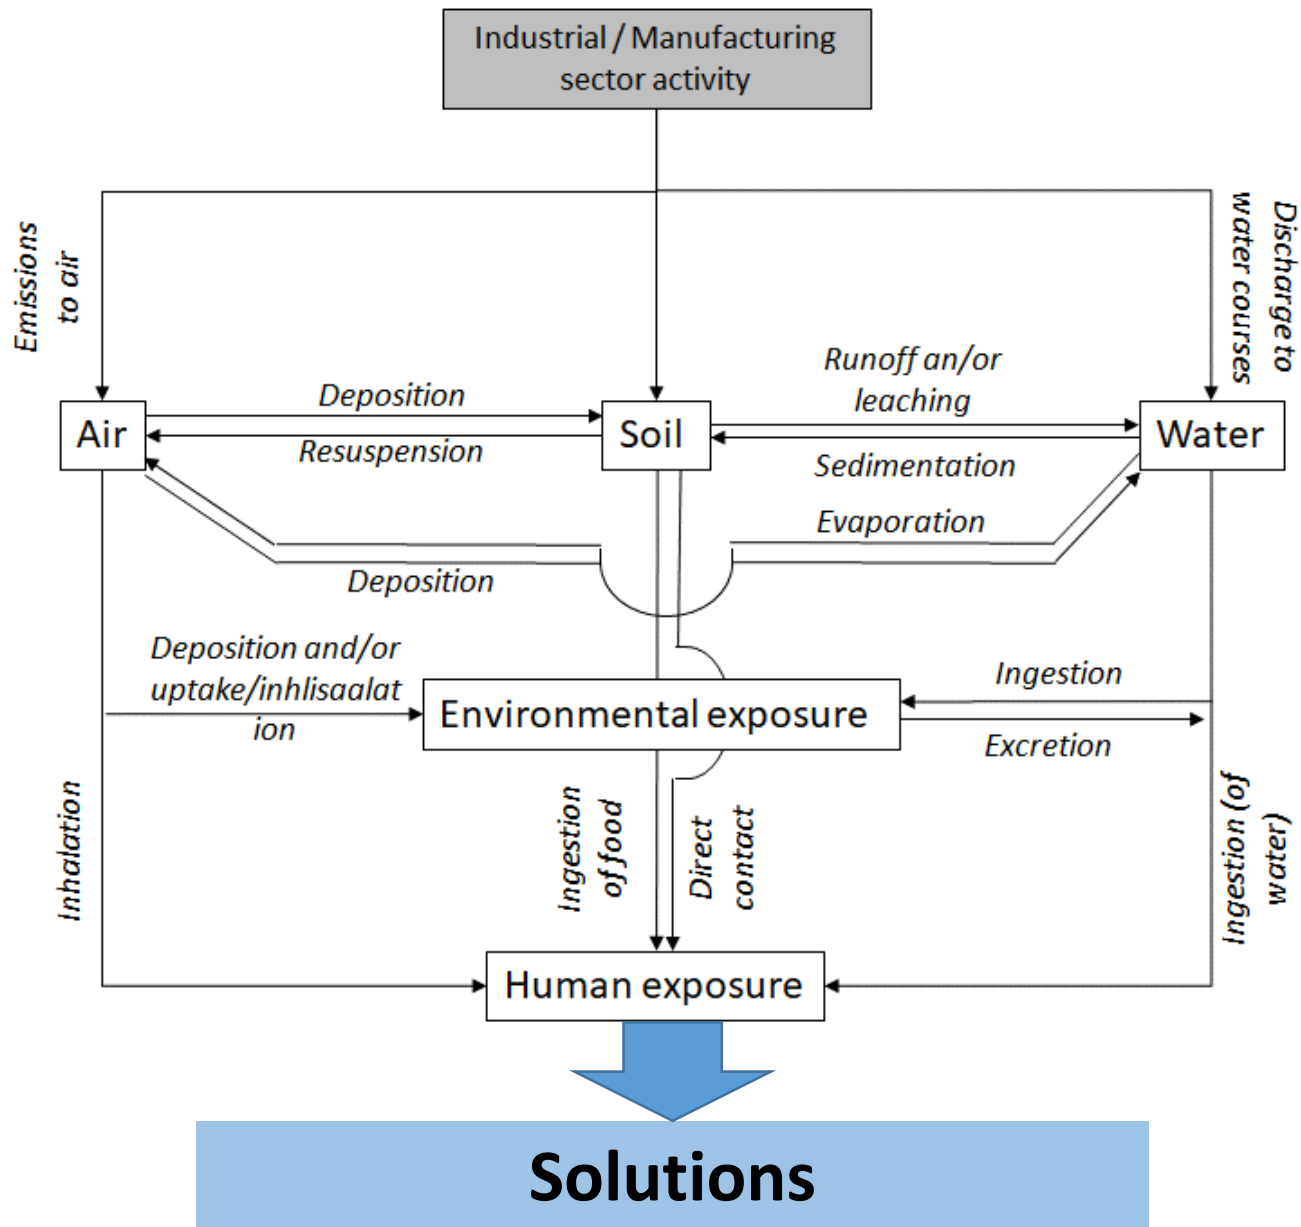 Industrial / Manufacturing
sector activity
Emissions
to air
Discharge to
water courses
Deposition
Runoff an/or
leaching
Air
Soil
Water
Resuspension
Sedimentation
Evaporation
Deposition
Deposition and/or
uptake/inhlisaalat
ion
Environmental exposure
Ingestion
Excretion
Inhalation
Ingestion
of food
Direct
contact
Ingestion (of
water)
Human exposure
Solutions